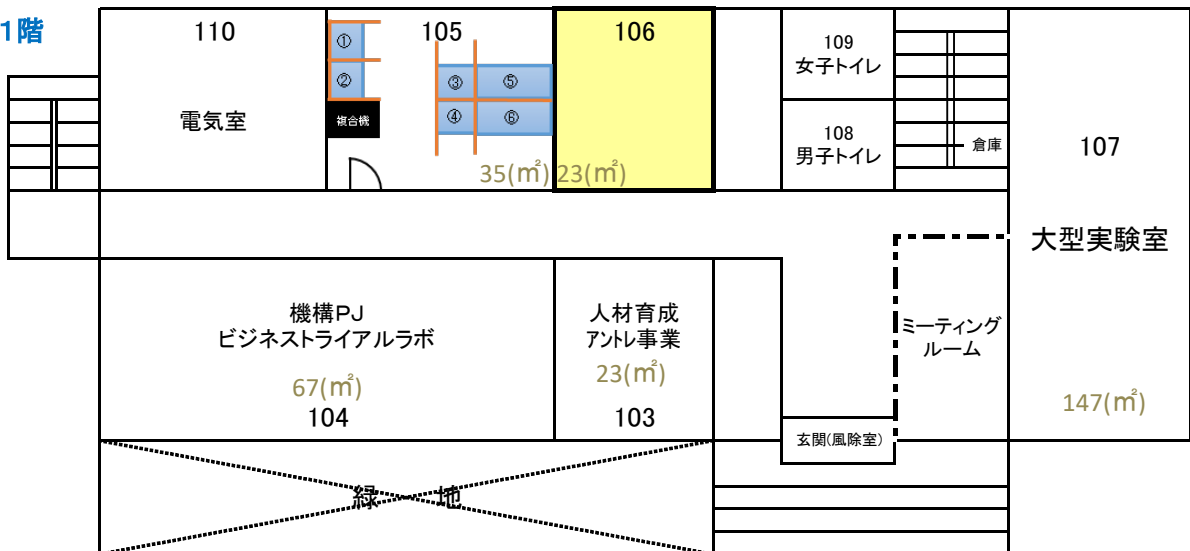 1階
110
電気室
①
②
複合機
105
③
⑤
④
⑥
35(㎡)
106
23(㎡)
109
女子トイレ
108
男子トイレ
倉庫
107
大型実験室
147(㎡)
機構PJ
ビジネストライアルラボ
67(㎡)
104
人材育成
アントレ事業
23(㎡)
103
ミーティング
ルーム
玄関(風除室)
緑 地